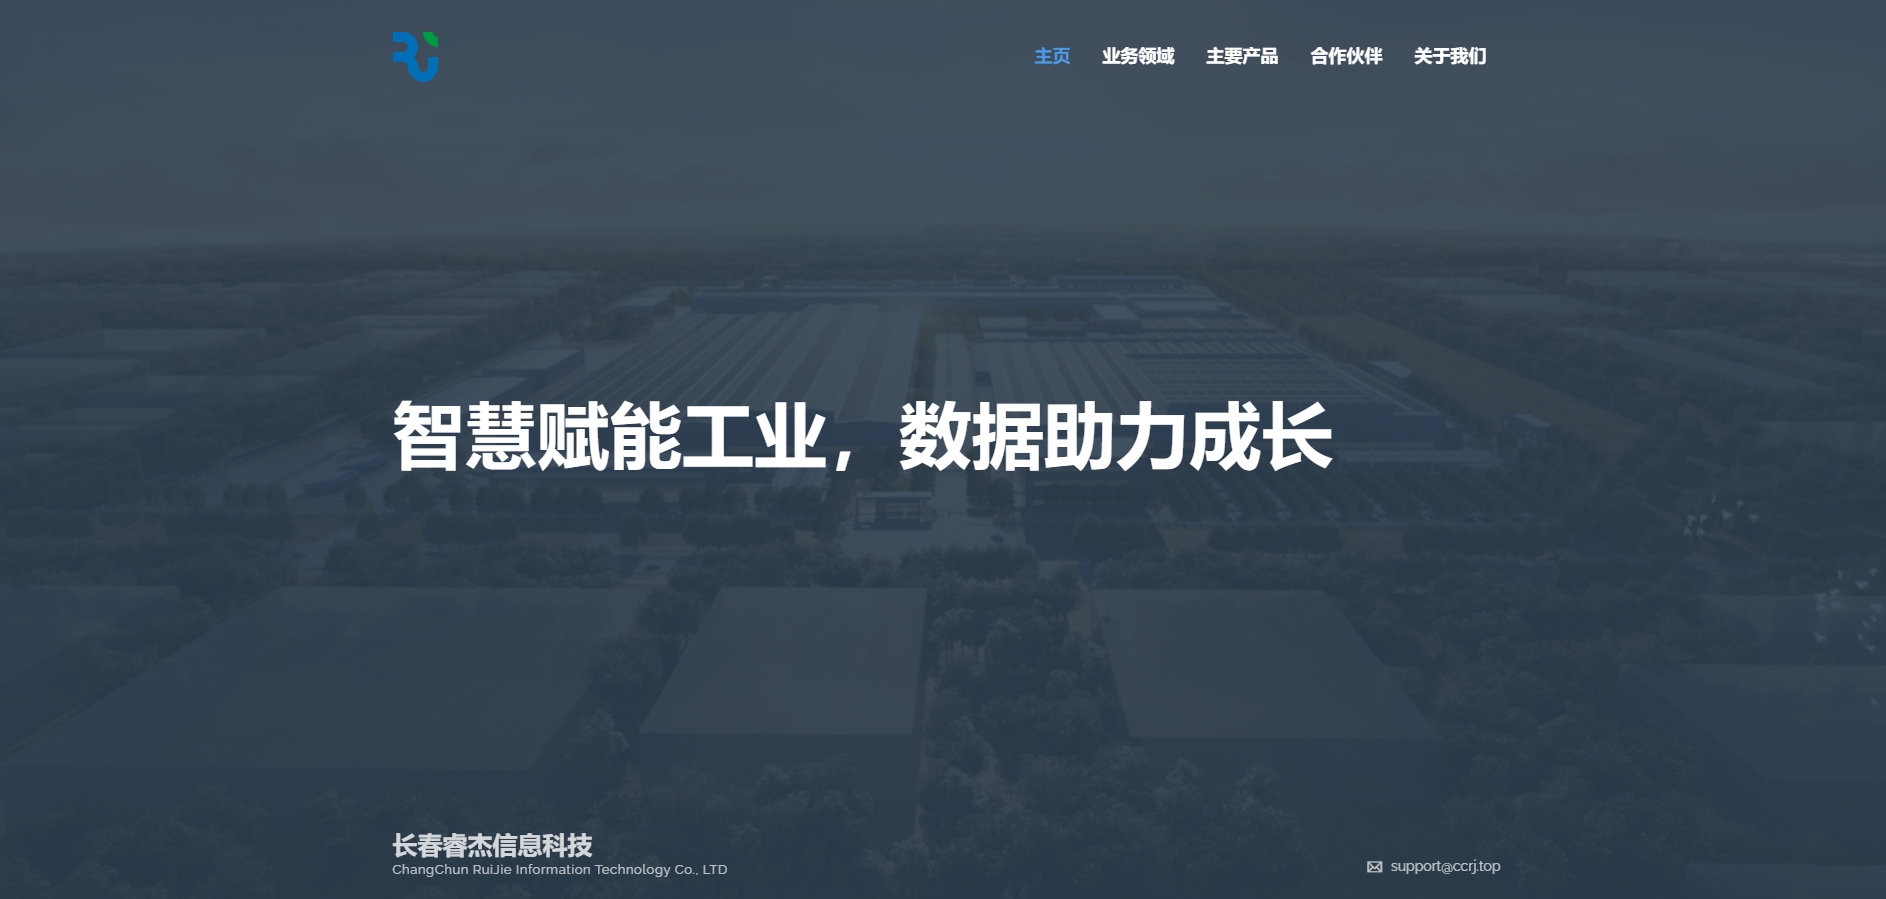 主页 业务领域 主要产品 合作伙伴 关于我们
智慧赋能工业，数据助力成长
长春睿杰信息科技
ChangChun RuiJie Information Technology Co., LTD
support@ccrj.top